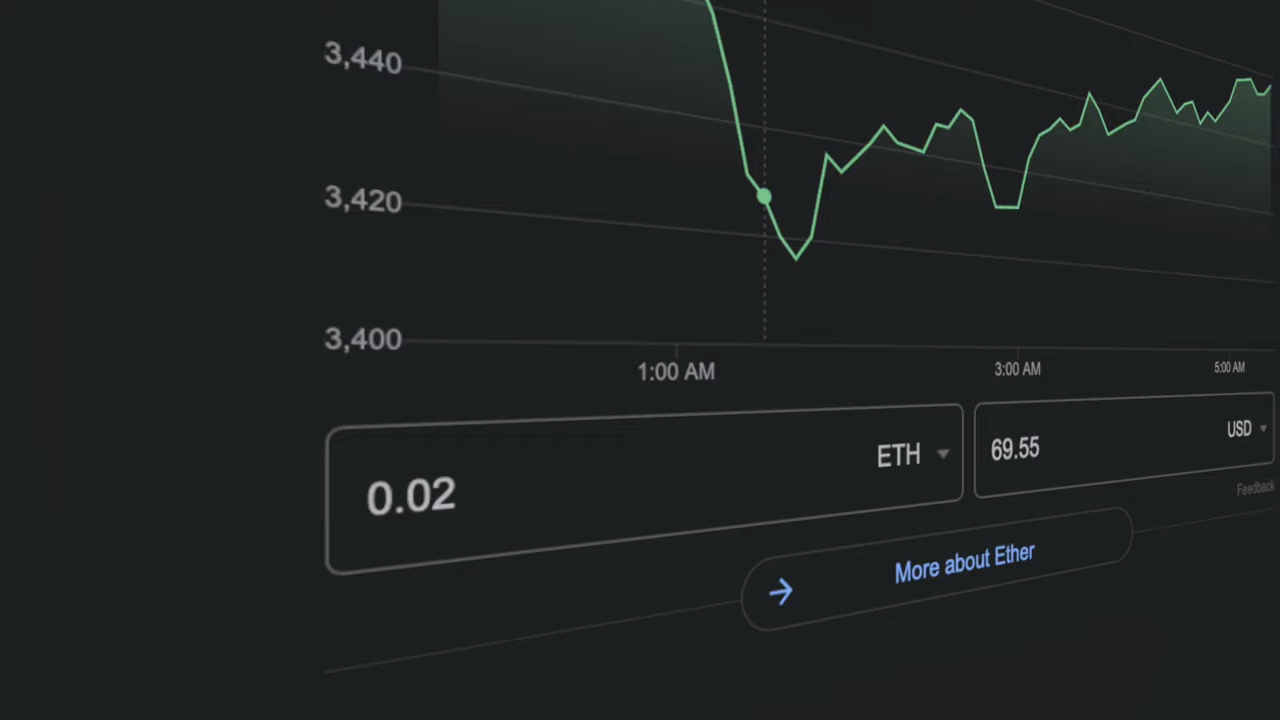 3,440
3,420
3,400
1:00 AM 3:00 AM 5:00 AM
0.02 ETH 69.55 USD
Feedback
More about Ether